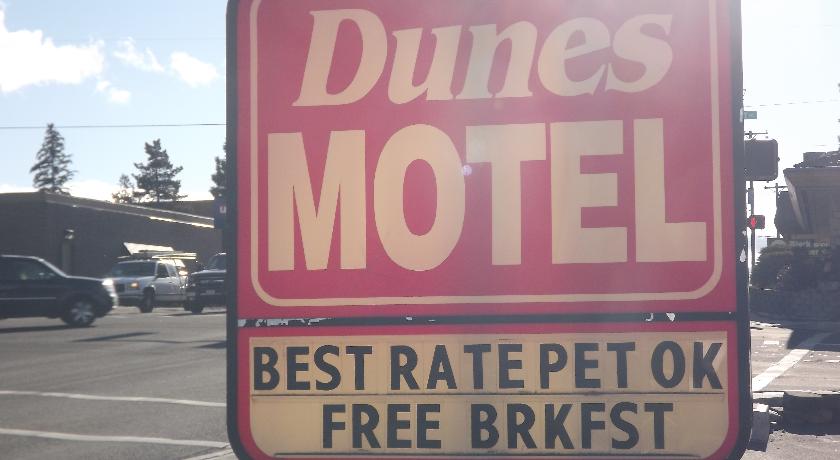 Dunes
MOTEL
BEST RATE PET OK
FREE BRKFST